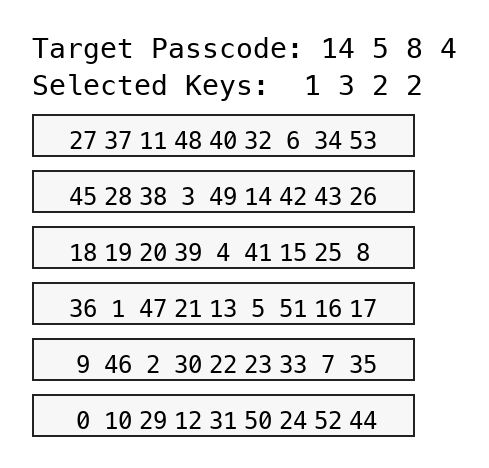 Target Passcode: 14 5 8 4
Selected Keys: 1 3 2 2
27 37 11 48 40 32 6 34 53
45 28 38 3 49 14 42 43 26
18 19 20 39 4 41 15 25 8
36 1 47 21 13 5 51 16 17
9 46 2 30 22 23 33 7 35
0 10 29 12 31 50 24 52 44